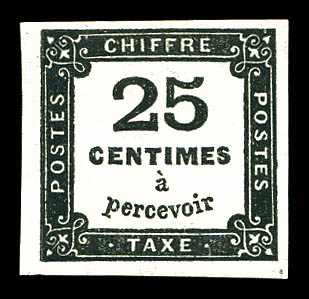 CHIFFRE
POSTES
25
CENTIMES
à
percevoir
POSTES
· TAXE ·